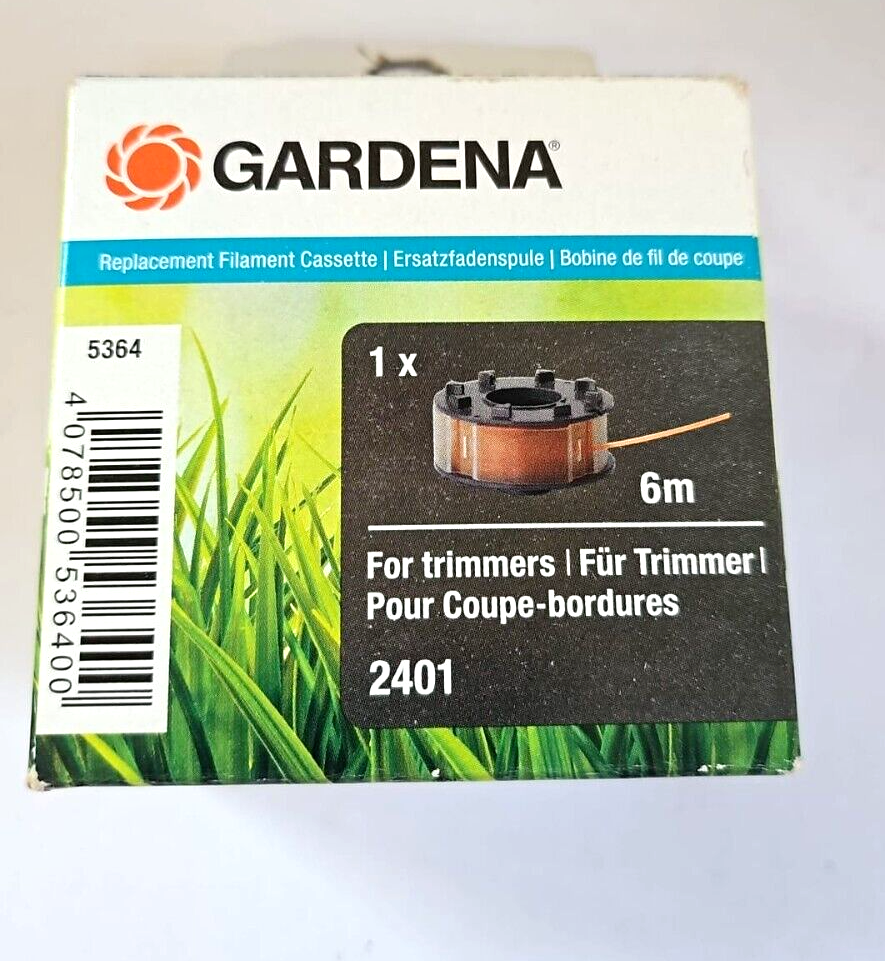 GARDENA®
Replacement Filament Cassette | Ersatzfadenspule | Bobine de fil de coupe
5364
4 078500 536400
1 x
6m
For trimmers | Für Trimmer |
Pour Coupe-bordures
2401